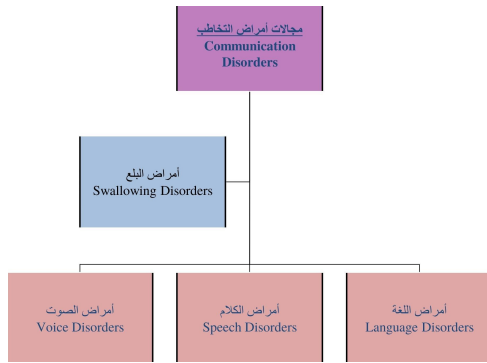 مجالات أمراض التخاطب
Communication
Disorders
أمراض البلع
Swallowing Disorders
أمراض الصوت
Voice Disorders
أمراض الكلام
Speech Disorders
أمراض اللغة
Language Disorders